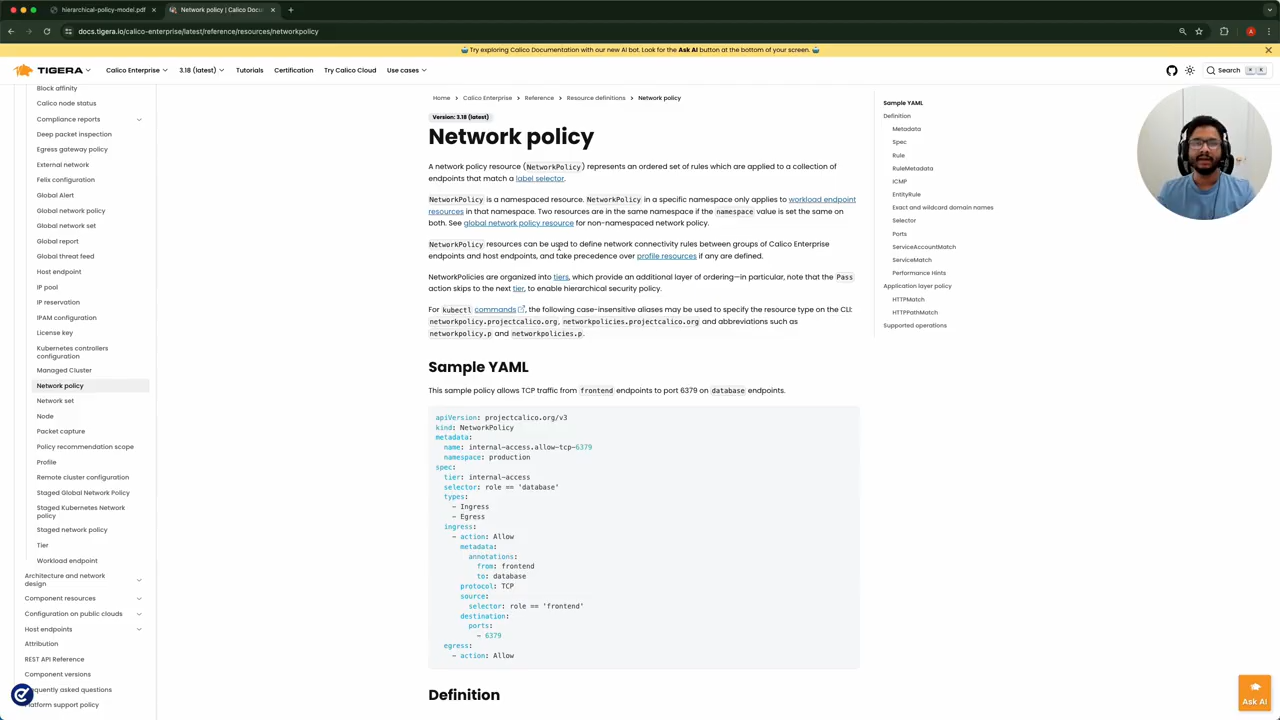 hierarchical-policy-model.pdf
Network policy | Calico Docu
docs.tigera.io/calico-enterprise/latest/reference/resources/networkpolicy
Try exploring Calico Documentation with our new AI bot. Look for the Ask AI button at the bottom of your screen.
TIGERA
Calico Enterprise
3.18 (latest)
Tutorials
Certification
Try Calico Cloud
Use cases
Search
Block affinity
Calico node status
Compliance reports
Deep packet inspection
Egress gateway policy
External network
Felix configuration
Global Alert
Global network policy
Global network set
Global report
Global threat feed
Host endpoint
IP pool
IP reservation
IPAM configuration
License key
Kubernetes controllers
configuration
Managed Cluster
Network policy
Network set
Node
Packet capture
Policy recommendation scope
Profile
Remote cluster configuration
Staged Global Network Policy
Staged Kubernetes Network
policy
Staged network policy
Tier
Workload endpoint
Architecture and network
design
Component resources
Configuration on public clouds
Host endpoints
Attribution
REST API Reference
Component versions
requently asked questions
latform support policy
Home > Calico Enterprise > Reference > Resource definitions > Network policy
Version: 3.18 (latest)
Network policy
A network policy resource (NetworkPolicy) represents an ordered set of rules which are applied to a collection of
endpoints that match a label selector.
NetworkPolicy is a namespaced resource. NetworkPolicy in a specific namespace only applies to workload endpoint
resources in that namespace. Two resources are in the same namespace if the namespace value is set the same on
both. See global network policy resource for non-namespaced network policy.
NetworkPolicy resources can be used to define network connectivity rules between groups of Calico Enterprise
endpoints and host endpoints, and take precedence over profile resources if any are defined.
NetworkPolicies are organized into tiers, which provide an additional layer of ordering—in particular, note that the Pass
action skips to the next tier, to enable hierarchical security policy.
For kubectl commands, the following case-insensitive aliases may be used to specify the resource type on the CLI:
networkpolicy.projectcalico.org, networkpolicies.projectcalico.org and abbreviations such as
networkpolicy.p and networkpolicies.p.
Sample YAML
This sample policy allows TCP traffic from frontend endpoints to port 6379 on database endpoints.
apiVersion: projectcalico.org/v3
kind: NetworkPolicy
metadata:
  name: internal-access.allow-tcp-6379
  namespace: production
spec:
  tier: internal-access
  selector: role == 'database'
  types:
    - Ingress
    - Egress
  ingress:
    - action: Allow
      metadata:
        annotations:
          from: frontend
          to: database
      protocol: TCP
      source:
        selector: role == 'frontend'
      destination:
        ports:
          - 6379
  egress:
    - action: Allow
Definition
Sample YAML
Definition
Metadata
Spec
Rule
RuleMetadata
ICMP
EntityRule
Exact and wildcard domain names
Selector
Ports
ServiceAccountMatch
ServiceMatch
Performance Hints
Application layer policy
HTTPMatch
HTTPPathMatch
Supported operations
Ask AI